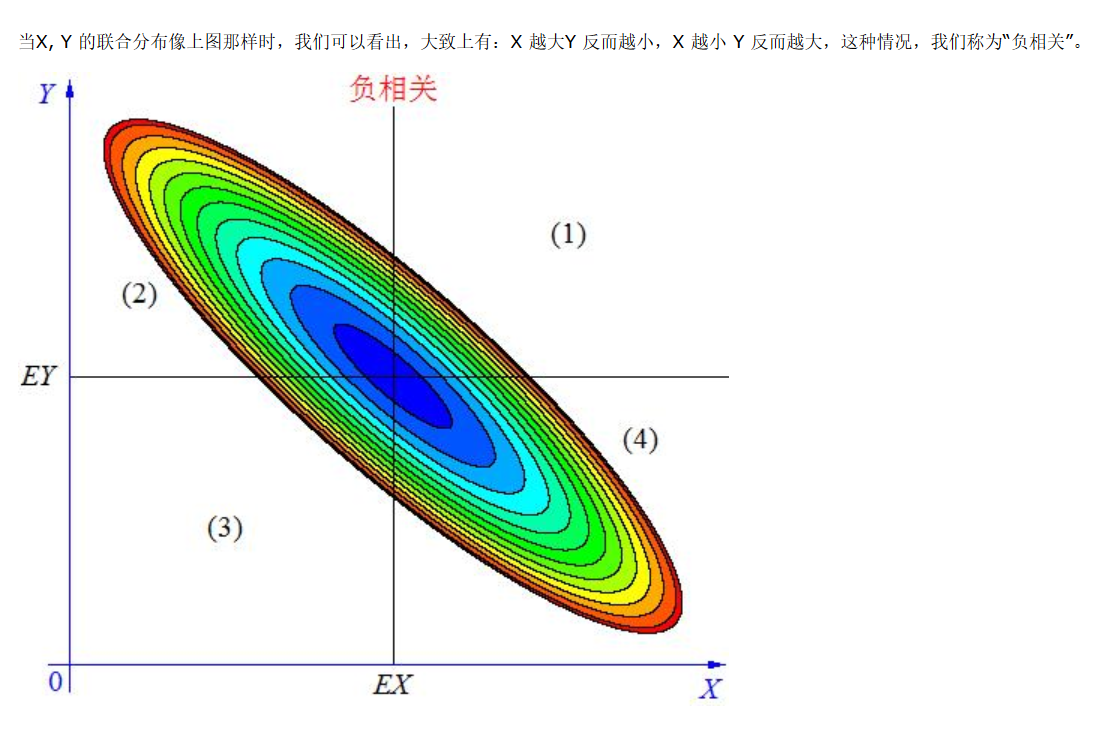 当X, Y 的联合分布像上图那样时，我们可以看出，大致上有：X 越大Y 反而越小，X 越小 Y 反而越大，这种情况，我们称为“负相关”。
负相关
Y
(1)
(2)
EY
(4)
(3)
0
EX
X